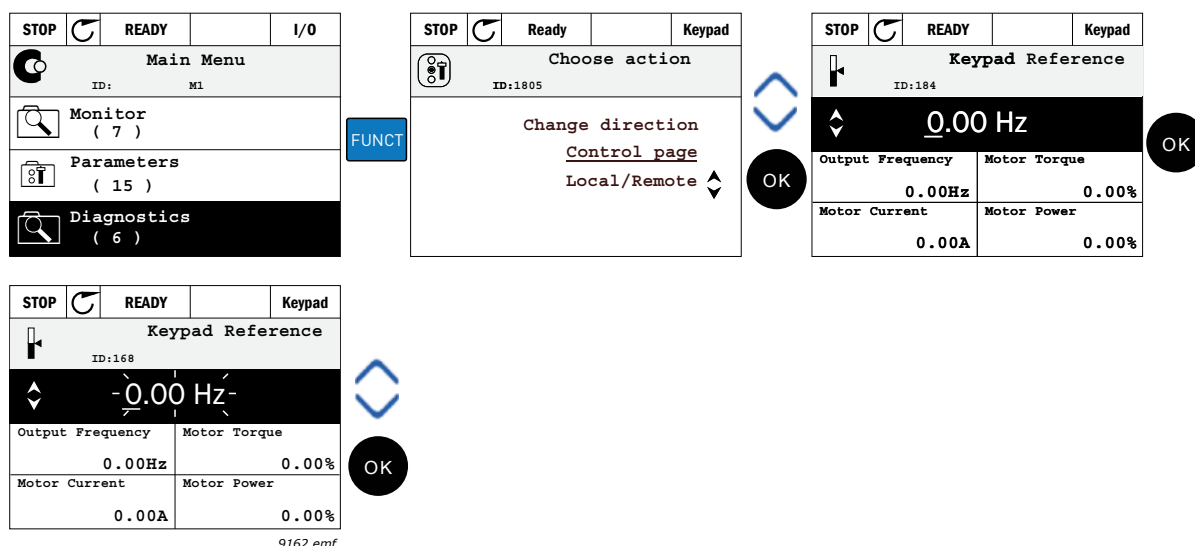 STOP READY I/O
Main Menu
ID: M1
Monitor
( 7 )
Parameters
( 15 )
Diagnostics
( 6 )
FUNCT
STOP Ready Keypad
Choose action
ID:1805
Change direction
Control page
Local/Remote
OK
STOP READY Keypad
Keypad Reference
ID:184
0.00 Hz
Output Frequency Motor Torque
0.00Hz 0.00%
Motor Current Motor Power
0.00A 0.00%
OK
STOP READY Keypad
Keypad Reference
ID:168
0.00 Hz
Output Frequency Motor Torque
0.00Hz 0.00%
Motor Current Motor Power
0.00A 0.00%
OK
9162.emf